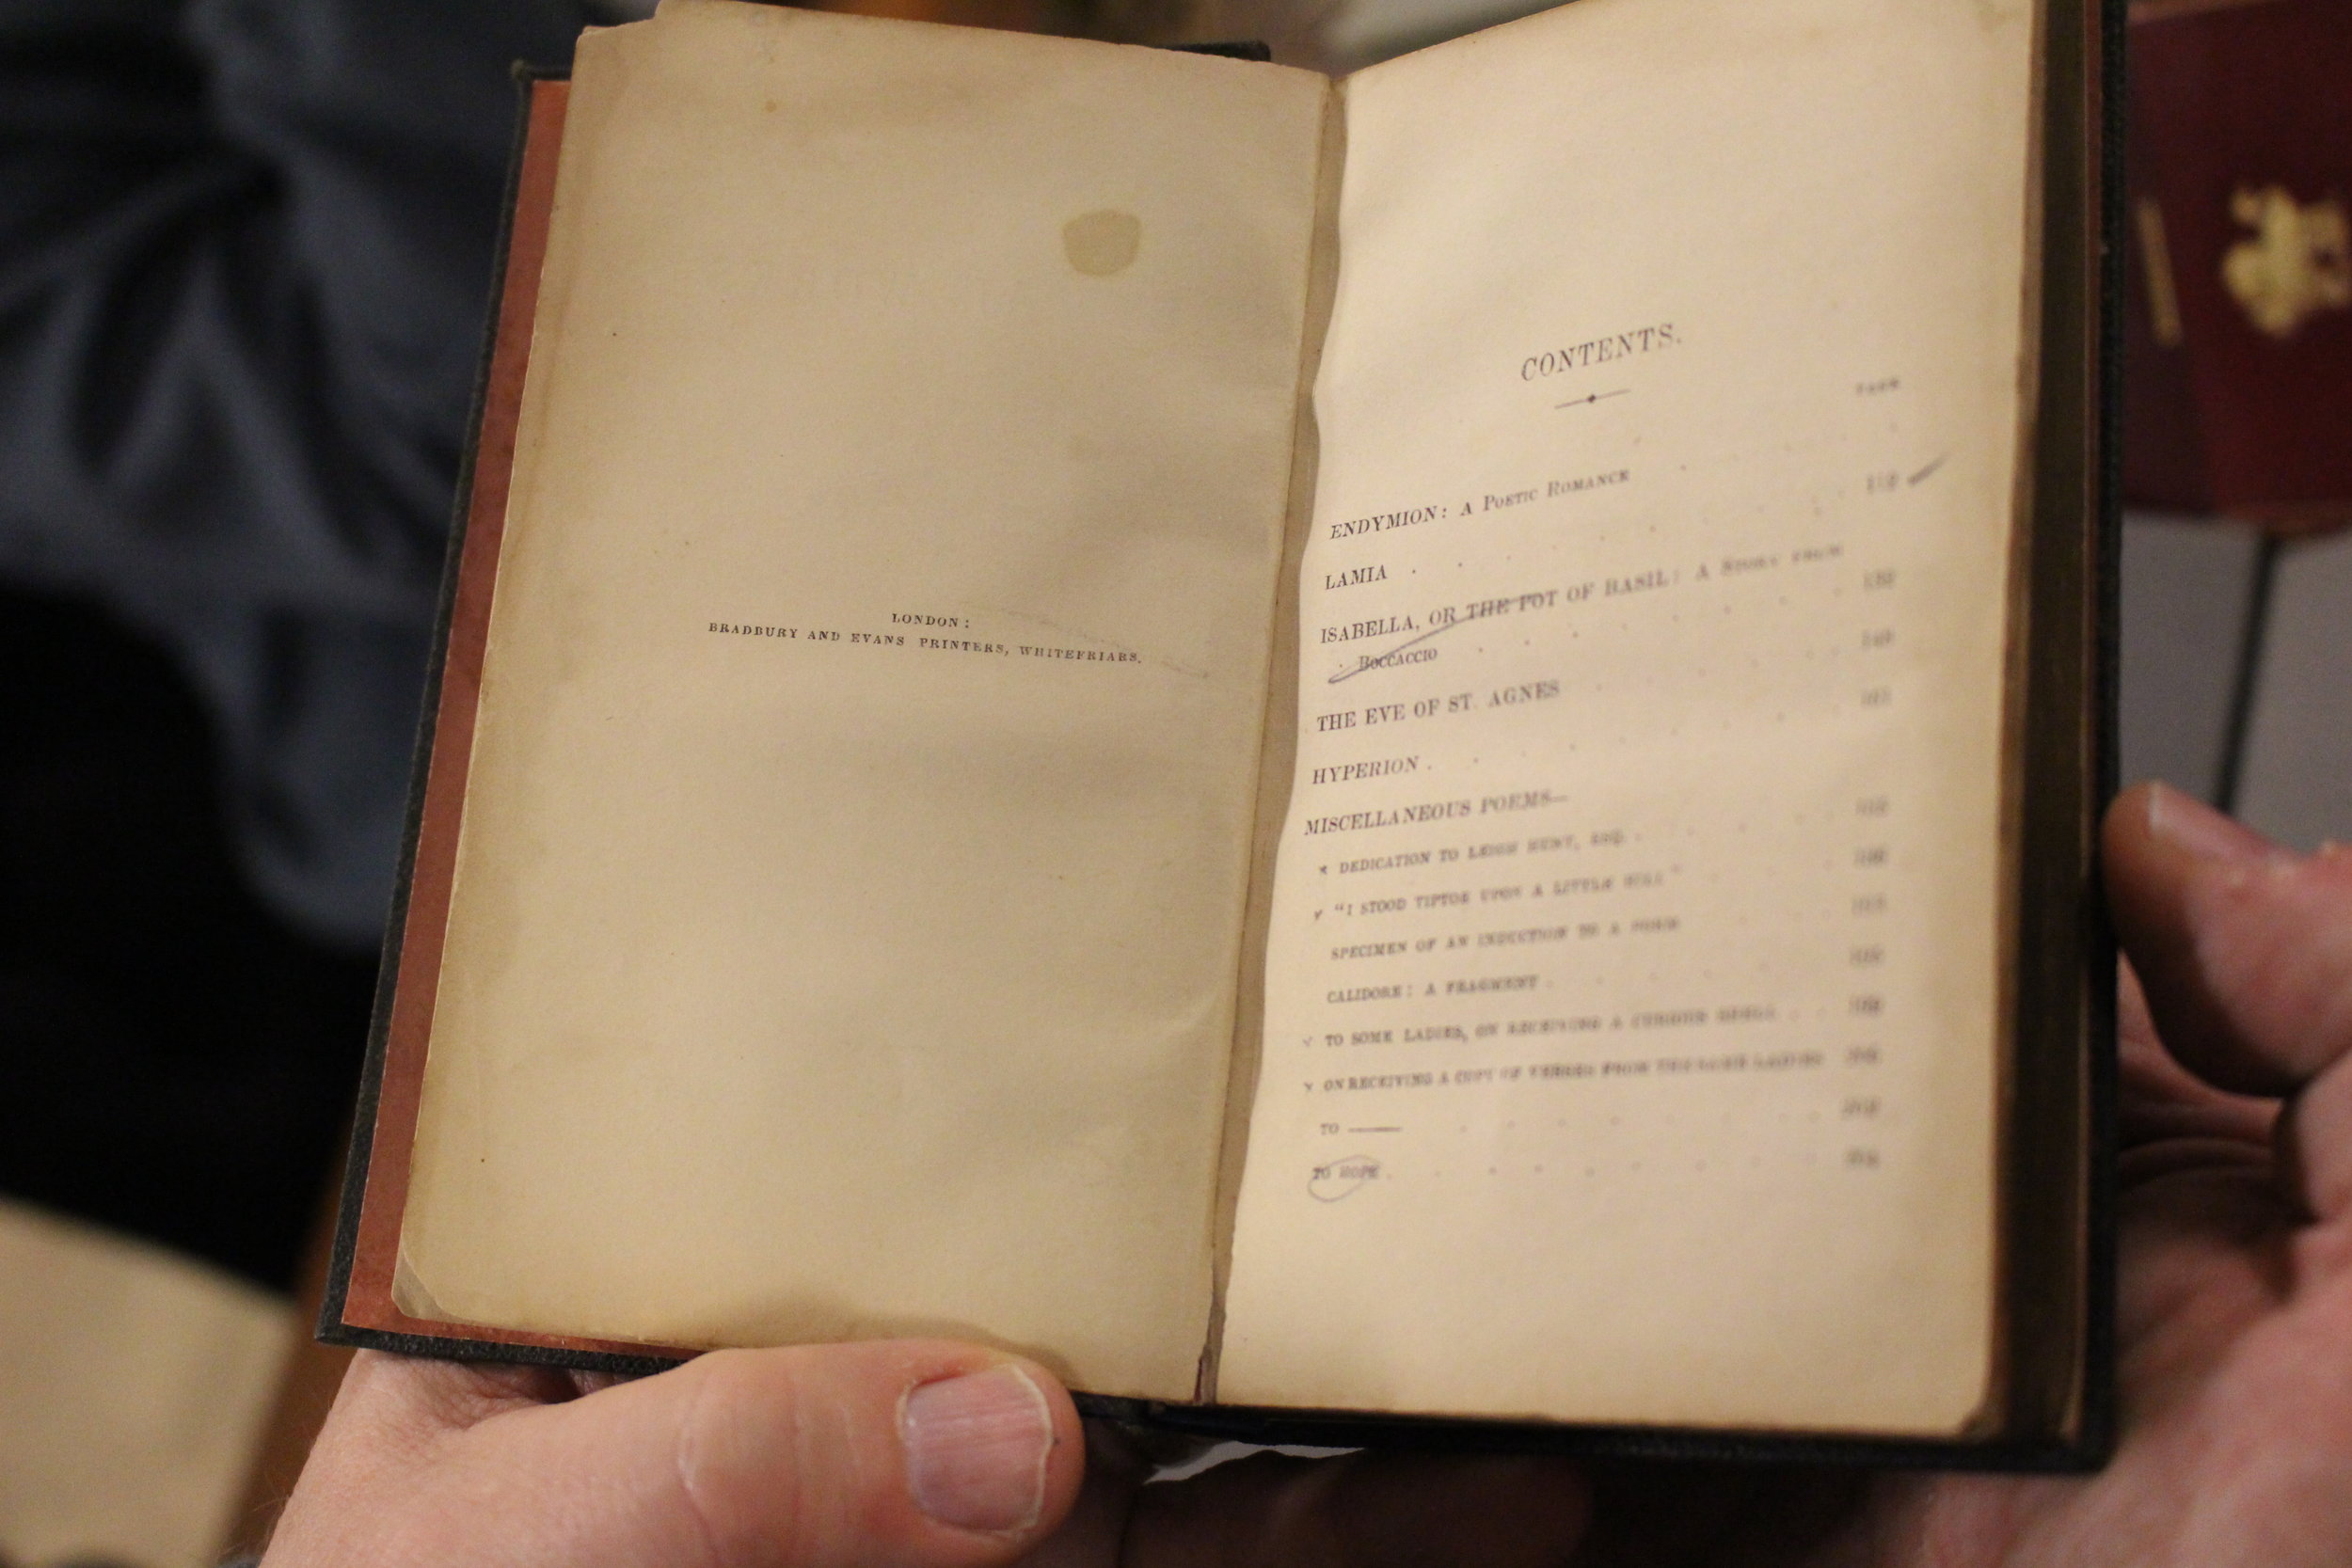 LONDON:
BRADBURY AND EVANS PRINTERS, WHITEFRIARS.
CONTENTS.
PAGE
ENDYMION: A POETIC ROMANCE
LAMIA
ISABELLA, OR THE POT OF BASIL: A STORY FROM
BOCCACCIO
THE EVE OF ST. AGNES
HYPERION
MISCELLANEOUS POEMS—
DEDICATION TO LEIGH HUNT, ESQ.
"I STOOD TIPTOE UPON A LITTLE HILL"
SPECIMEN OF AN INDUCTION TO A POEM
CALIDORE: A FRAGMENT
TO SOME LADIES, ON RECEIVING A CURIOUS SHELL
ON RECEIVING A COPY OF VERSES FROM THE SAME LADIES
TO ——
TO HOPE